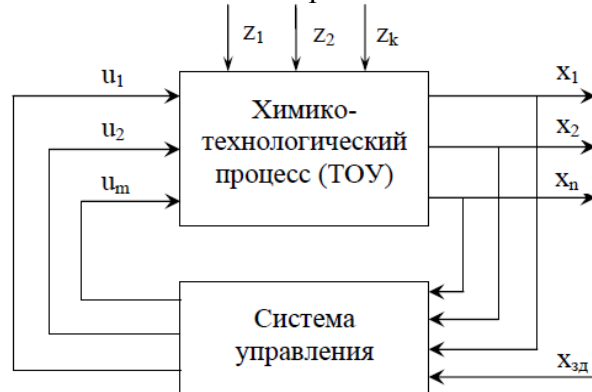 z₁ z₂ zₖ
u₁
x₁
Химико-
технологический
процесс (ТОУ)
u₂
x₂
uₘ
xₙ
Система
управления
xзд